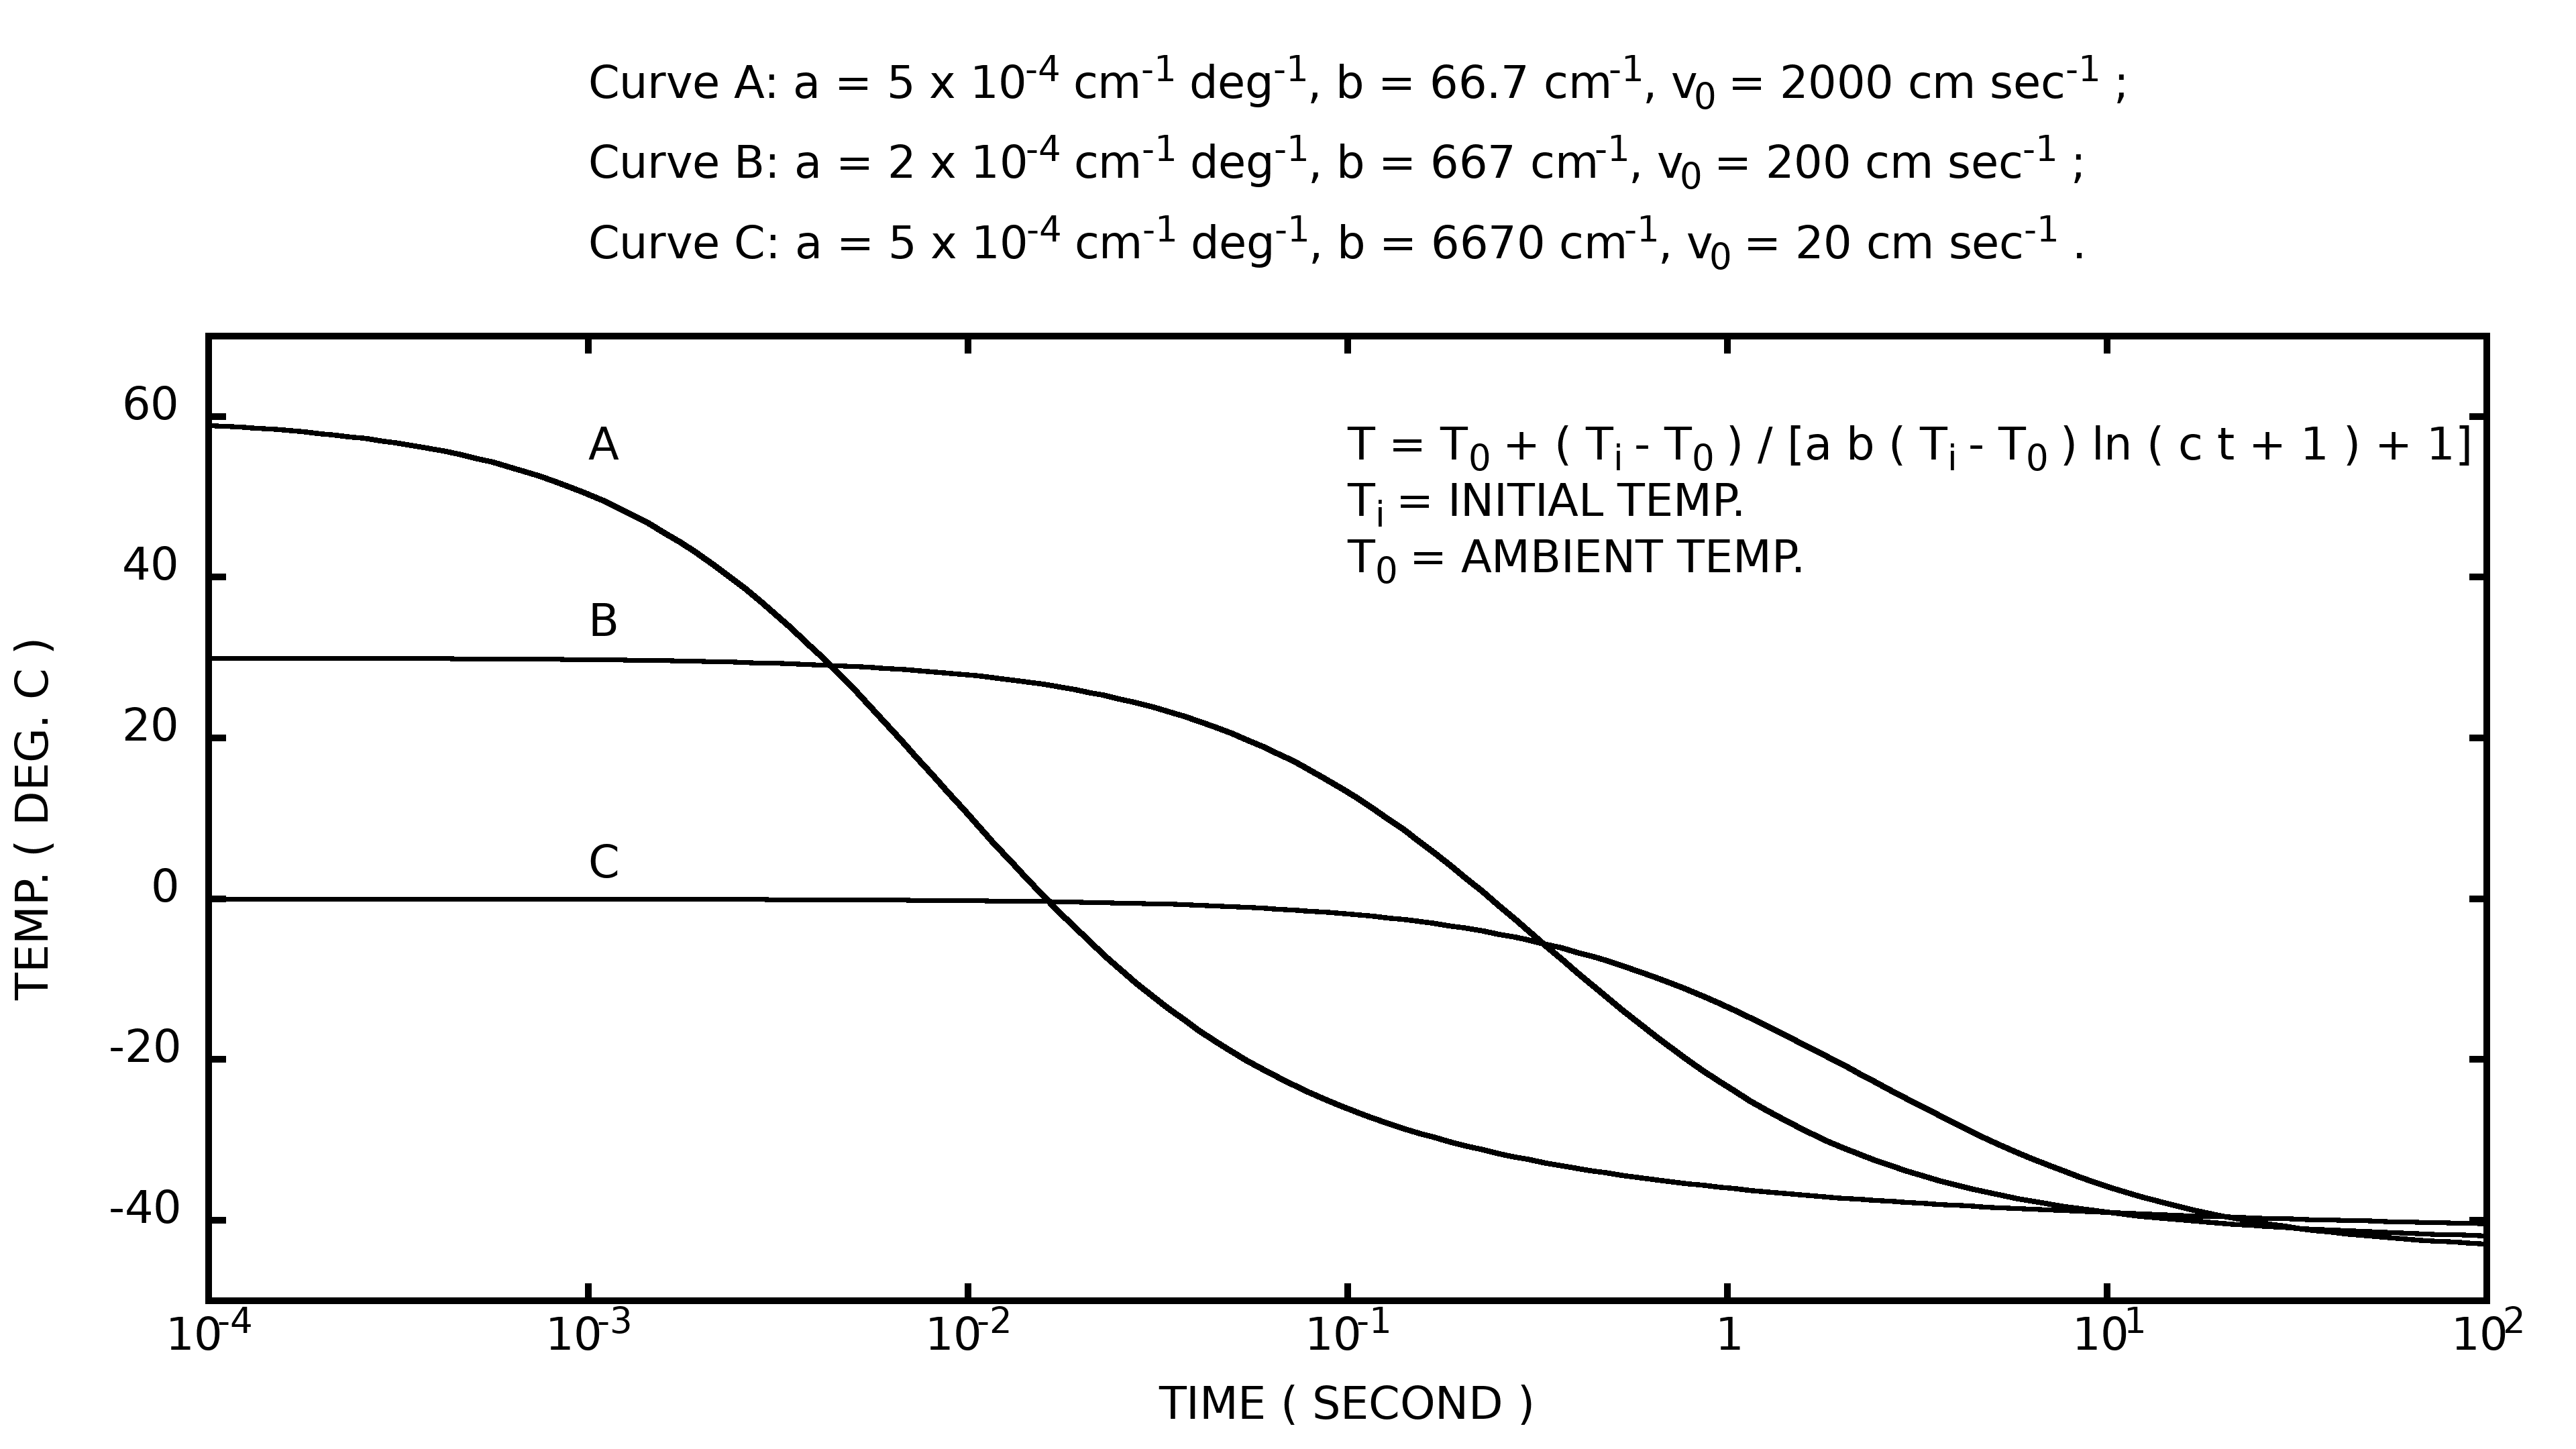 Curve A: a = 5 x 10⁻⁴ cm⁻¹ deg⁻¹, b = 66.7 cm⁻¹, v₀ = 2000 cm sec⁻¹ ;
Curve B: a = 2 x 10⁻⁴ cm⁻¹ deg⁻¹, b = 667 cm⁻¹, v₀ = 200 cm sec⁻¹ ;
Curve C: a = 5 x 10⁻⁴ cm⁻¹ deg⁻¹, b = 6670 cm⁻¹, v₀ = 20 cm sec⁻¹ .
60
A
T = T₀ + ( Tᵢ - T₀ ) / [a b ( Tᵢ - T₀ ) ln ( c t + 1 ) + 1]
Tᵢ = INITIAL TEMP.
T₀ = AMBIENT TEMP.
40
B
20
C
0
-20
-40
TEMP. ( DEG. C )
10⁻⁴ 10⁻³ 10⁻² 10⁻¹ 1 10¹ 10²
TIME ( SECOND )